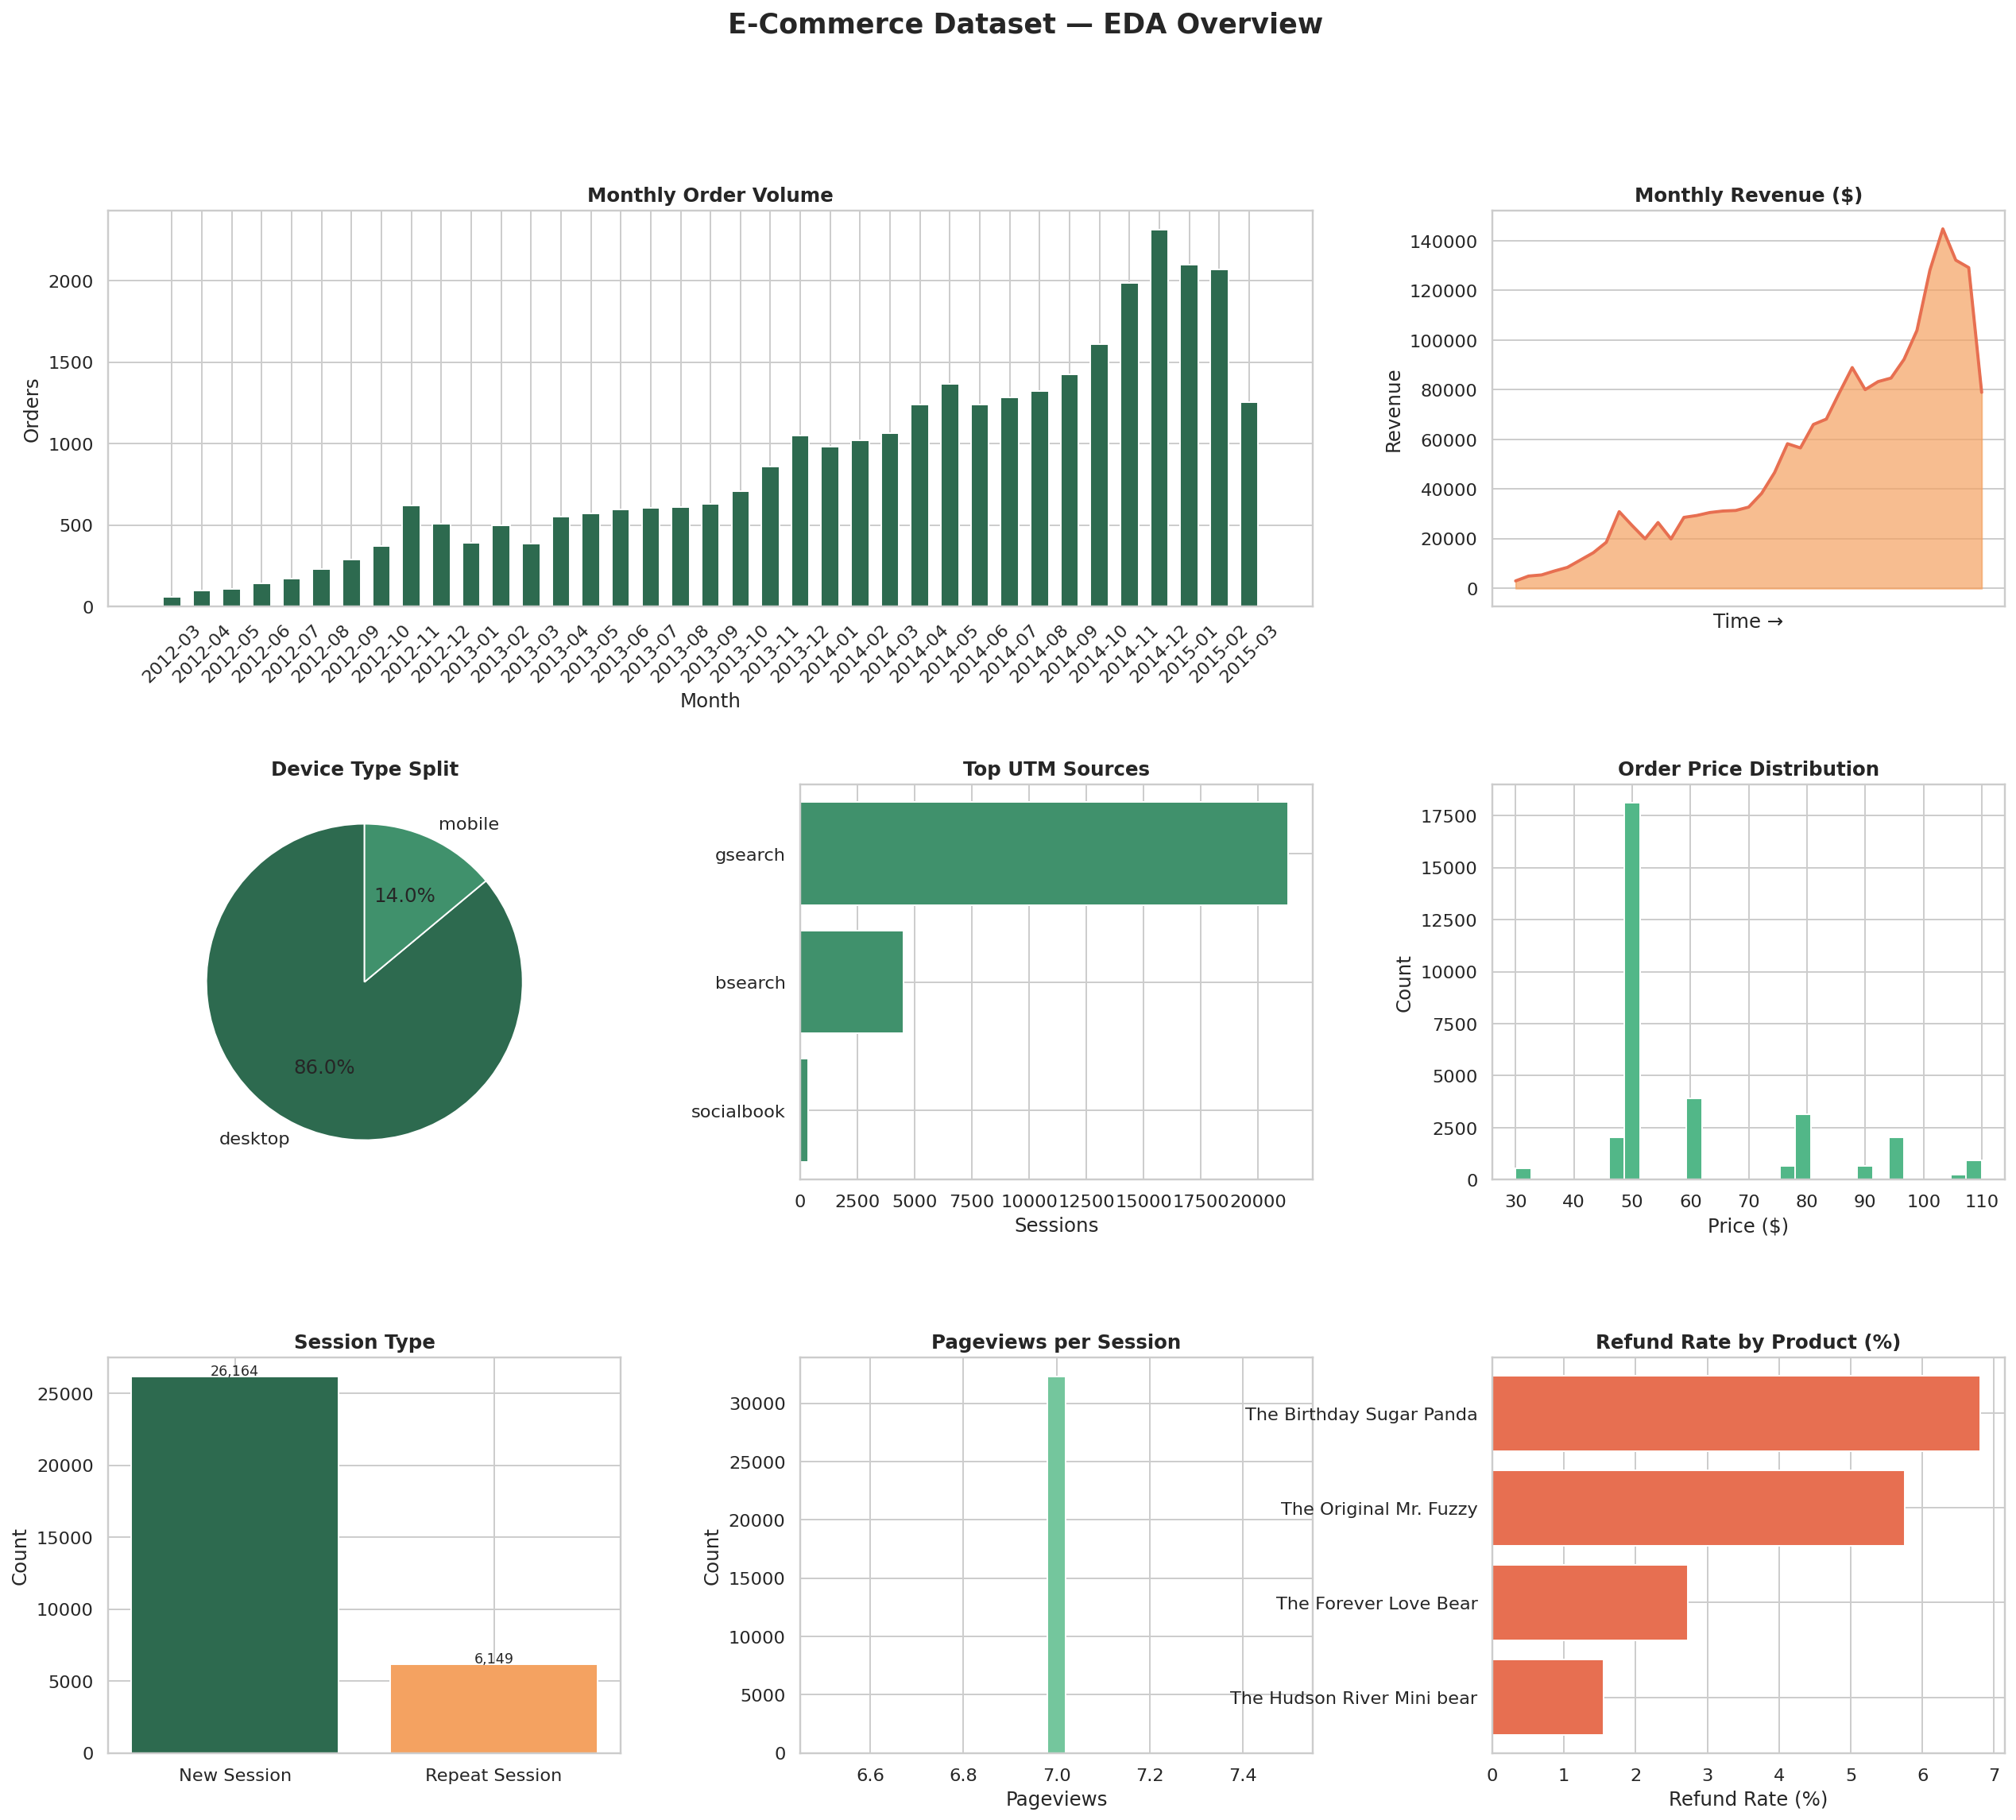 E-Commerce Dataset — EDA Overview
Monthly Order Volume
Orders
2000
1500
1000
500
0
2012-03
2012-04
2012-05
2012-06
2012-07
2012-08
2012-09
2012-10
2012-11
2012-12
2013-01
2013-02
2013-03
2013-04
2013-05
2013-06
2013-07
2013-08
2013-09
2013-10
2013-11
2013-12
2014-01
2014-02
2014-03
2014-04
2014-05
2014-06
2014-07
2014-08
2014-09
2014-10
2014-11
2014-12
2015-01
2015-02
2015-03
Month
Monthly Revenue ($)
Revenue
140000
120000
100000
80000
60000
40000
20000
0
Time →
Device Type Split
mobile
14.0%
86.0%
desktop
Top UTM Sources
gsearch
bsearch
socialbook
0 2500 5000 7500 10000 12500 15000 17500 20000
Sessions
Order Price Distribution
Count
17500
15000
12500
10000
7500
5000
2500
0
30 40 50 60 70 80 90 100 110
Price ($)
Session Type
Count
25000
20000
15000
10000
5000
0
26,164
6,149
New Session Repeat Session
Pageviews per Session
Count
30000
25000
20000
15000
10000
5000
0
6.6 6.8 7.0 7.2 7.4
Pageviews
Refund Rate by Product (%)
The Birthday Sugar Panda
The Original Mr. Fuzzy
The Forever Love Bear
The Hudson River Mini bear
0 1 2 3 4 5 6 7
Refund Rate (%)